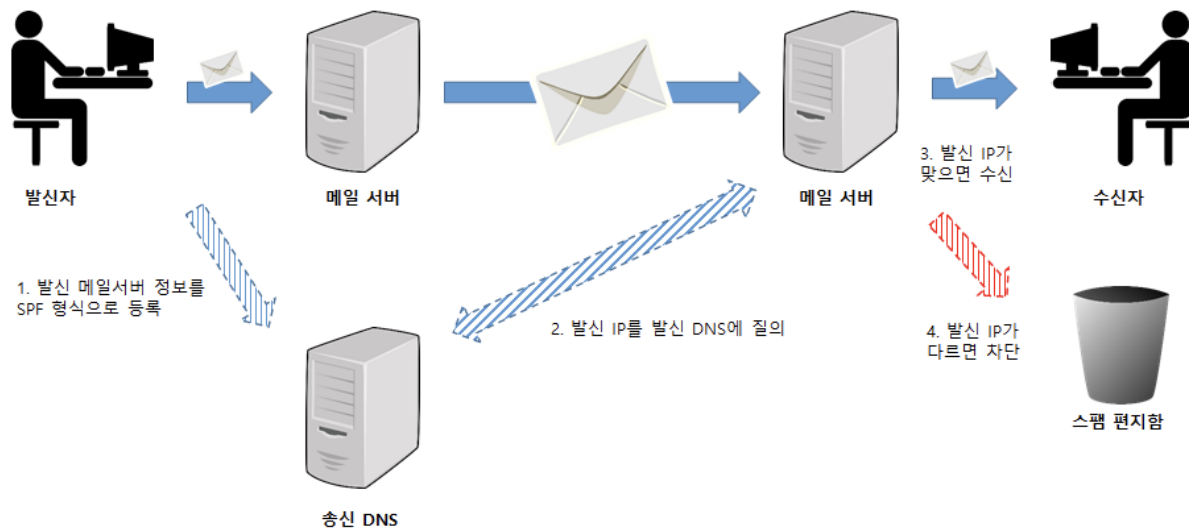 발신자
메일 서버
메일 서버
3. 발신 IP가
맞으면 수신
수신자
1. 발신 메일서버 정보를
SPF 형식으로 등록
2. 발신 IP를 발신 DNS에 질의
4. 발신 IP가
다르면 차단
스팸 편지함
송신 DNS